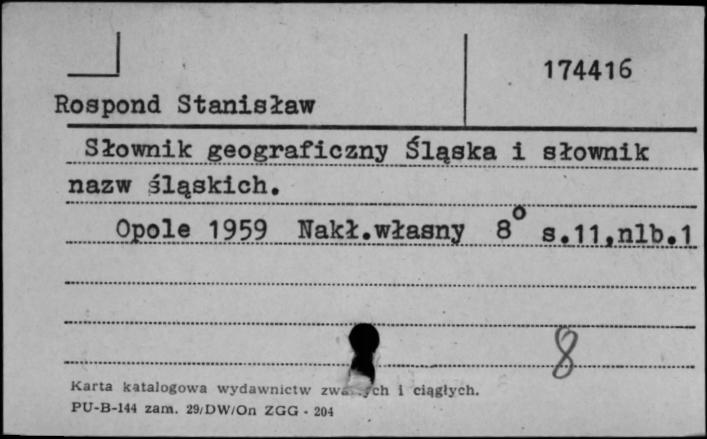 174416
Rospond Stanisław
Słownik geograficzny Śląska i słownik
nazw śląskich.
Opole 1959 Nakł.własny 8° s.11,nlb.1
8
Karta katalogowa wydawnictw i ciągłych.
PU-B-144 zam. 29/DW/On ZGG - 204